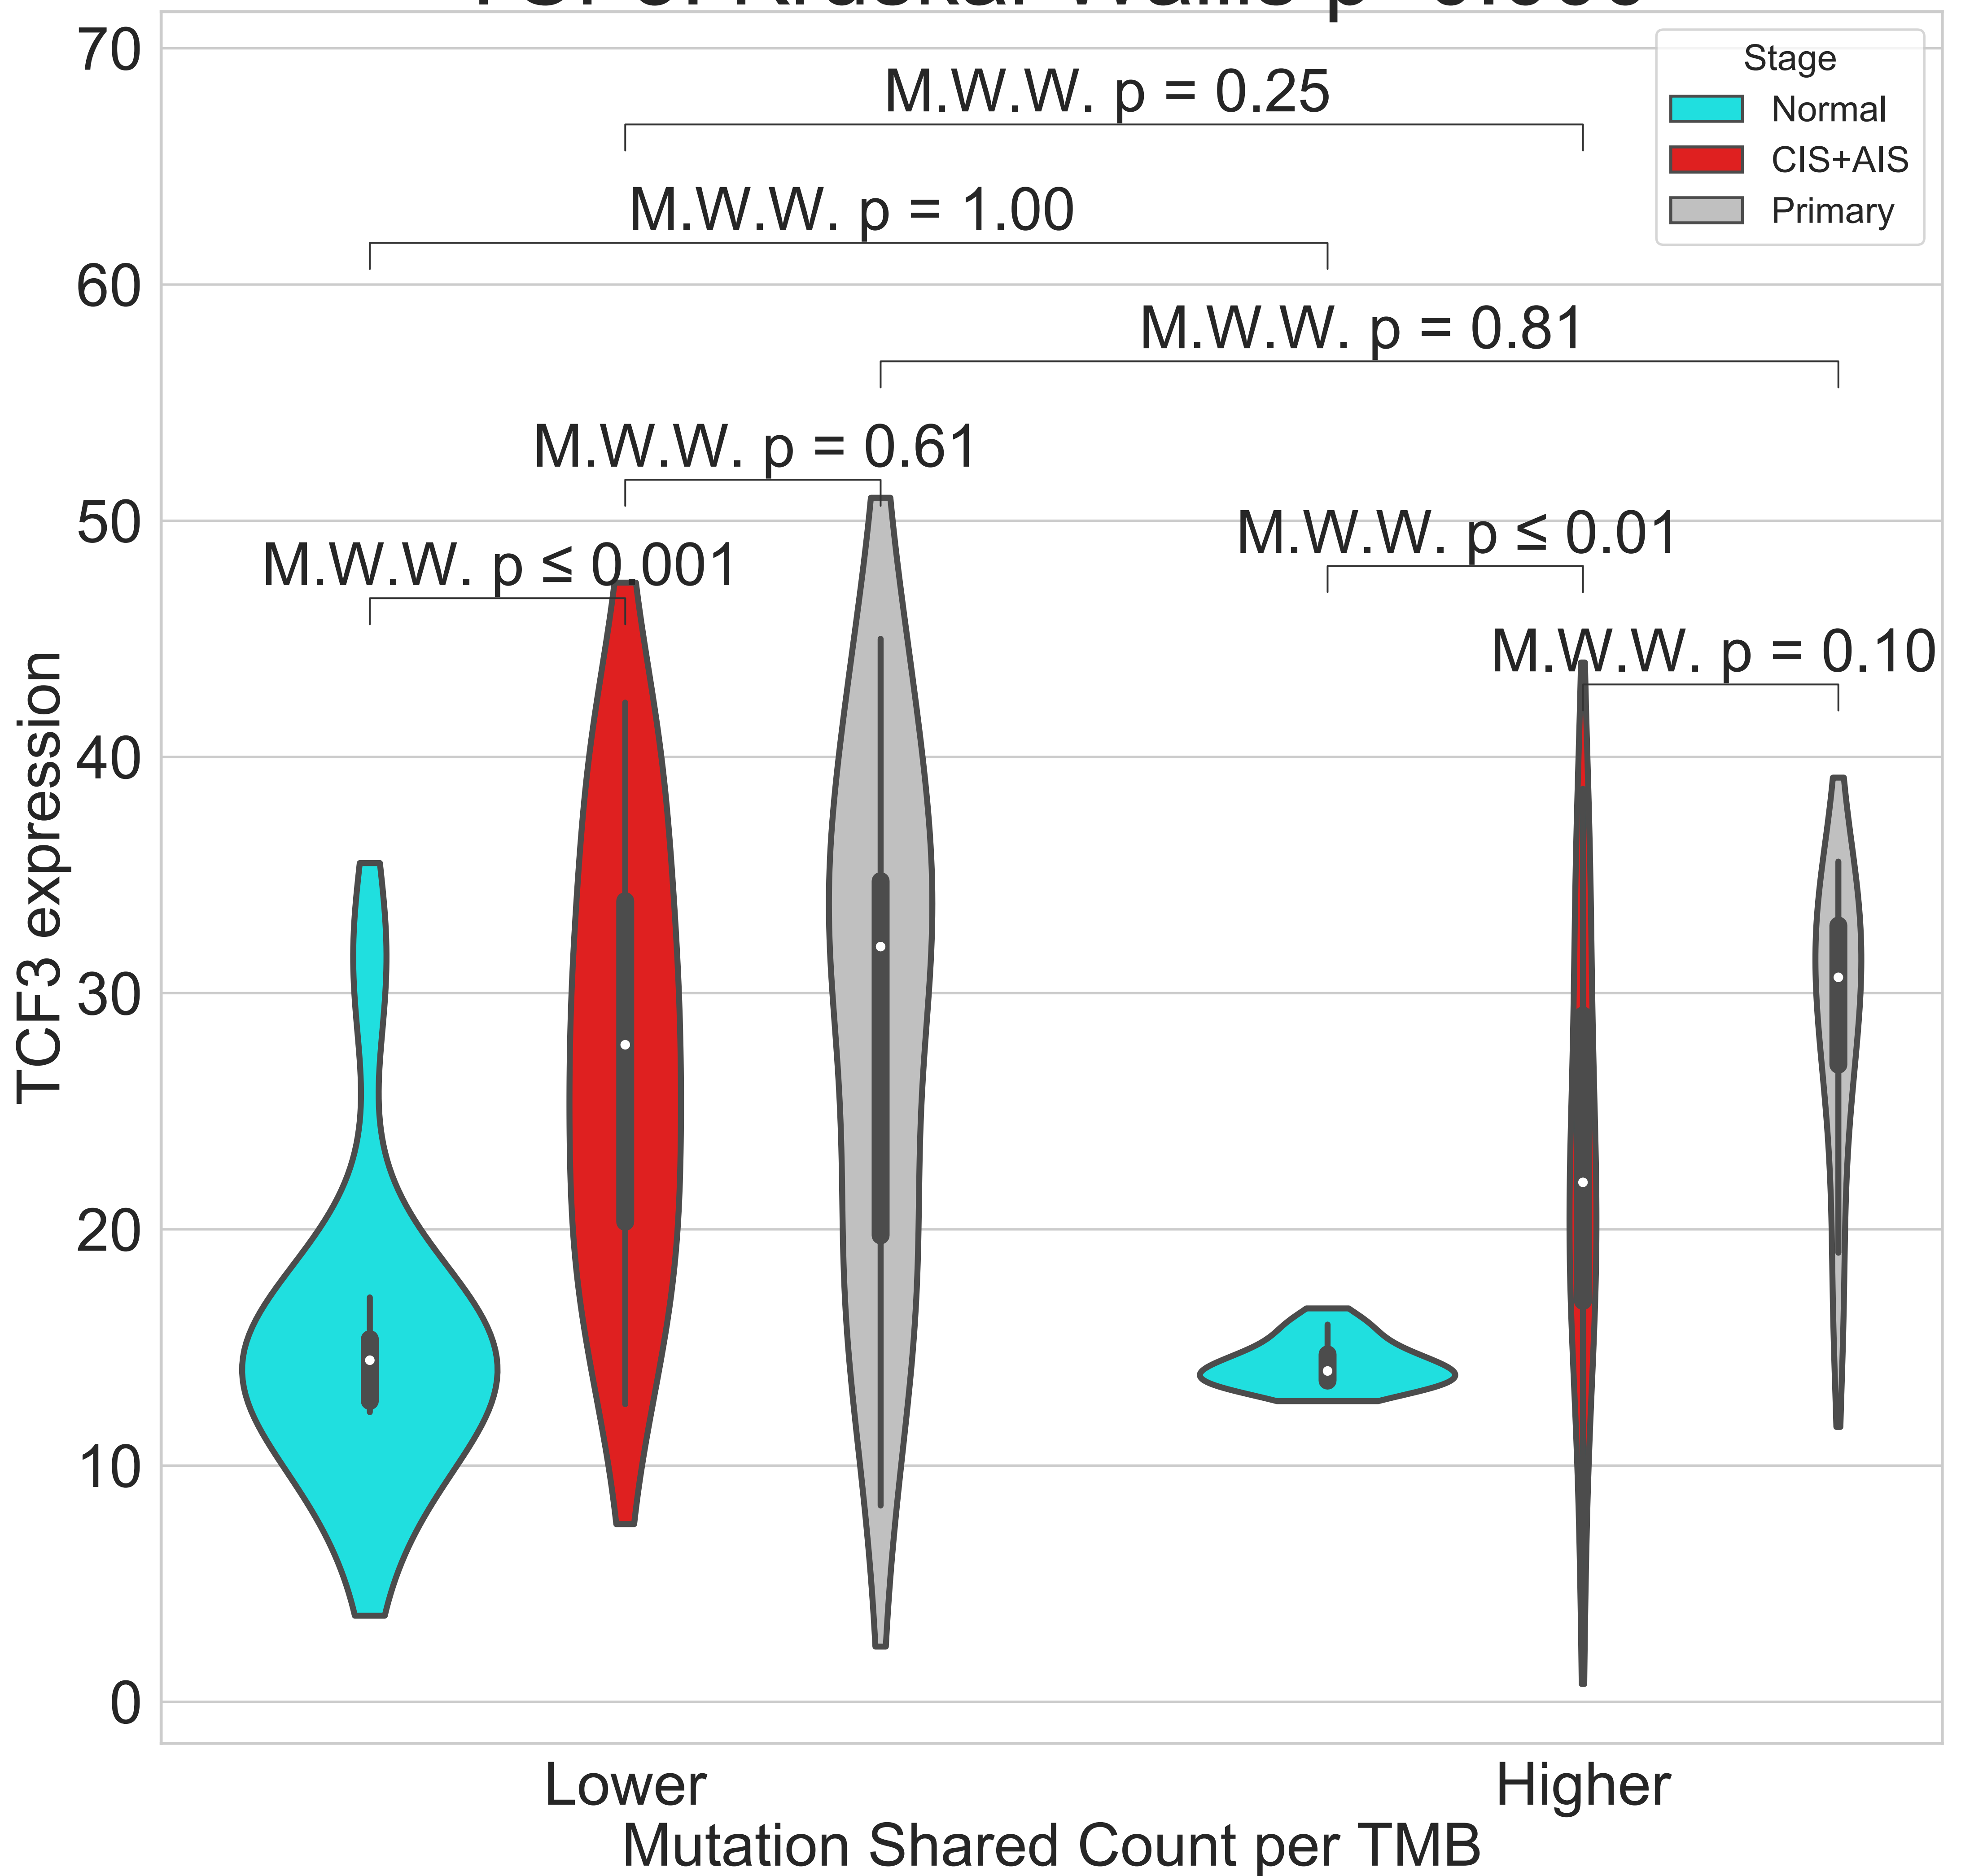 70
Stage
Normal
CIS+AIS
Primary
M.W.W. p = 0.25
M.W.W. p = 1.00
60
M.W.W. p = 0.81
M.W.W. p = 0.61
50
M.W.W. p ≤ 0.01
M.W.W. p ≤ 0.001
M.W.W. p = 0.10
40
TCF3 expression
30
20
10
0
Lower
Higher
Mutation Shared Count per TMB